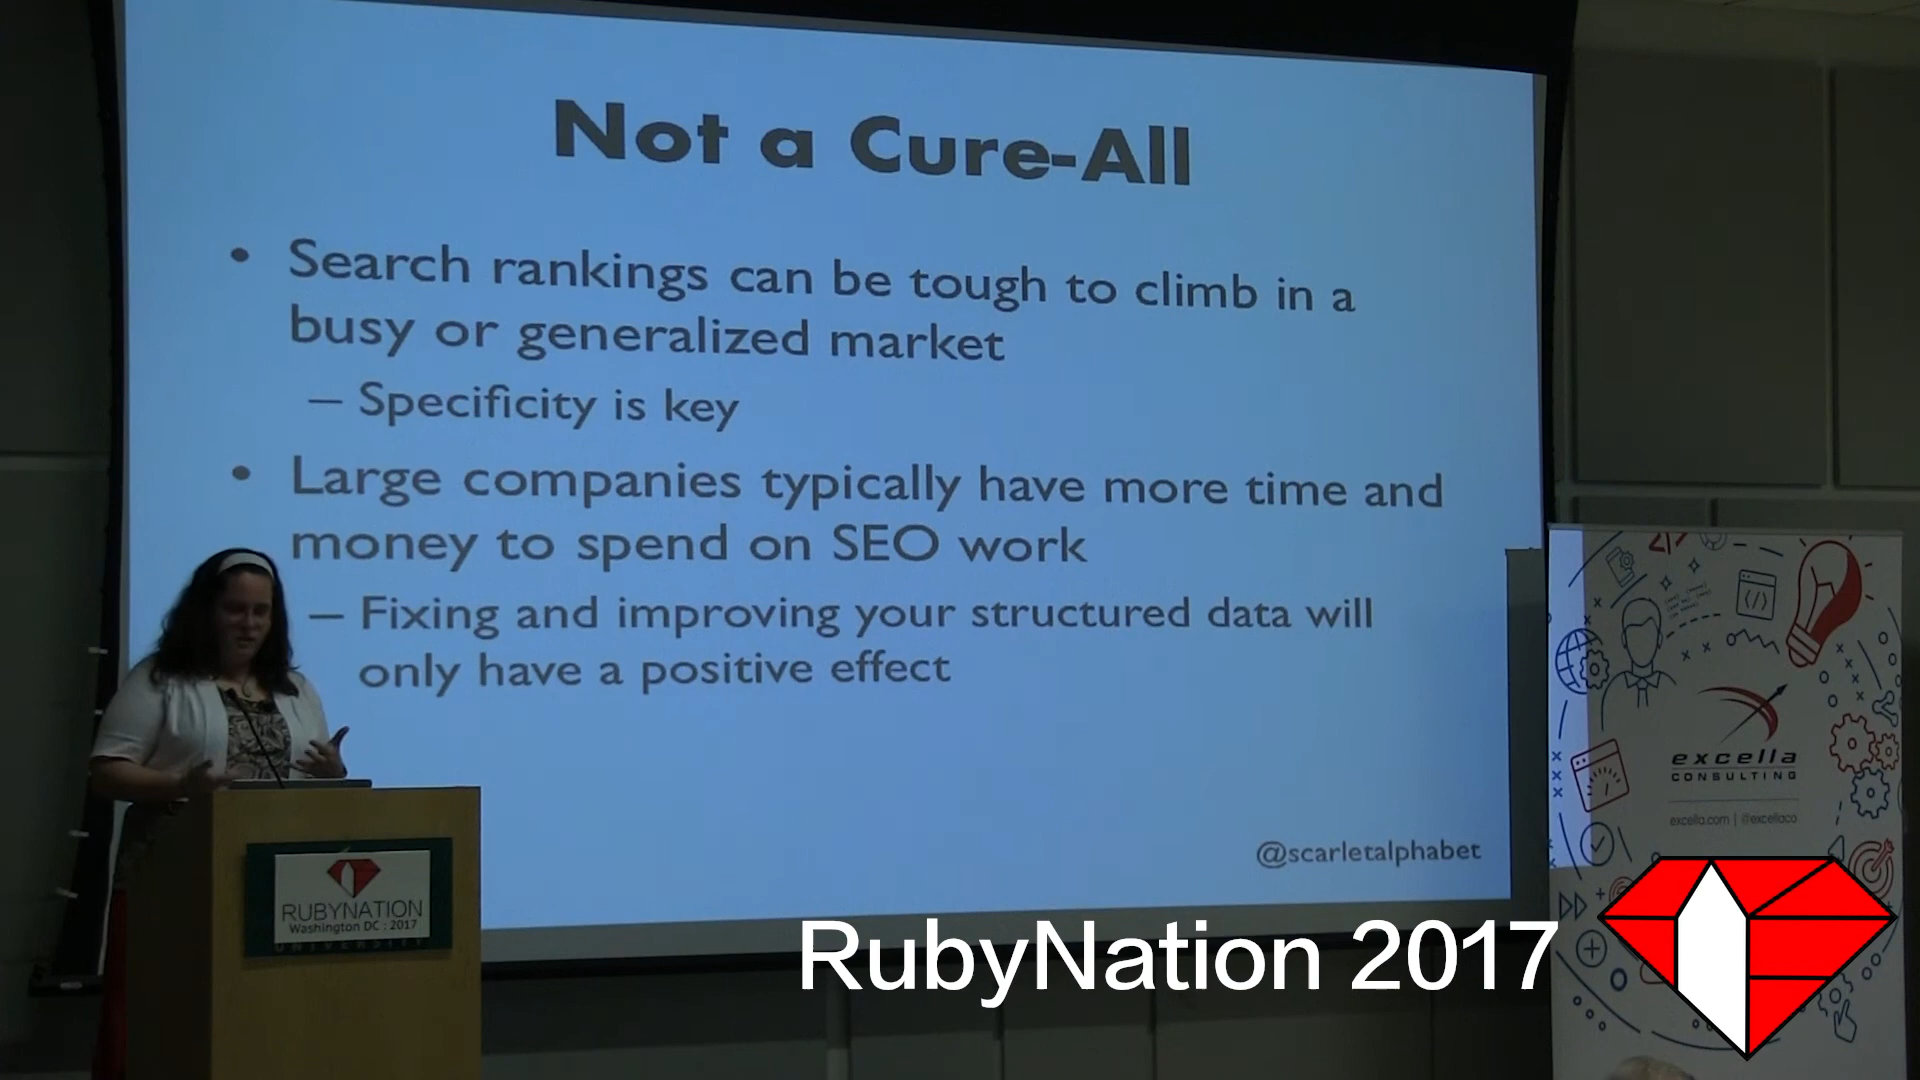 Not a Cure-All
• Search rankings can be tough to climb in a
busy or generalized market
– Specificity is key
• Large companies typically have more time and
money to spend on SEO work
– Fixing and improving your structured data will
only have a positive effect
@scarletalphabet
excella
CONSULTING
excella.com | @excellaco
RUBYNATION
Washington DC : 2017
UNIVERSITY
RubyNation 2017